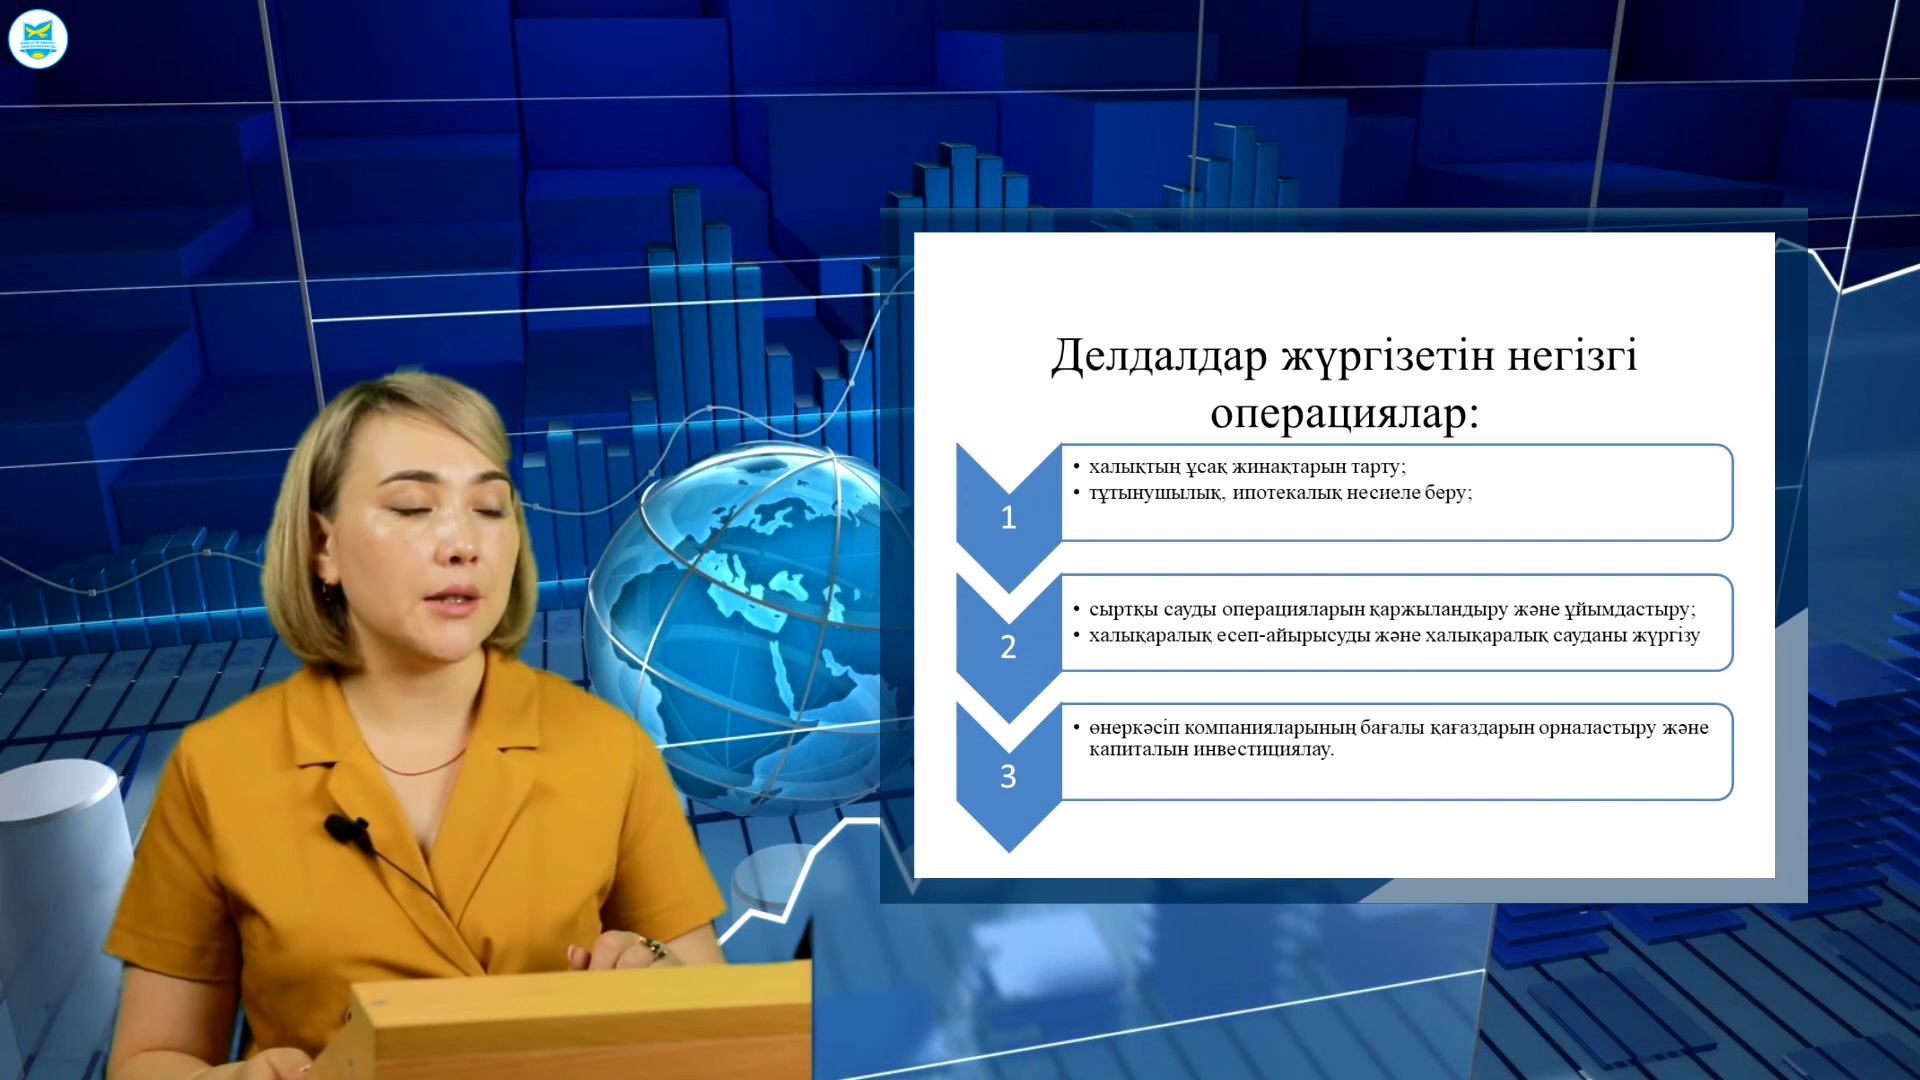 Делдалдар жүргізетін негізгі
операциялар:
1
• халықтың ұсақ жинақтарын тарту;
• тұтынушылық, ипотекалық несиеле беру;
2
• сыртқы сауды операцияларын қаржыландыру және ұйымдастыру;
• халықаралық есеп-айырысуды және халықаралық сауданы жүргізу
3
• өнеркәсіп компанияларының бағалы қағаздарын орналастыру және
капиталын инвестициялау.